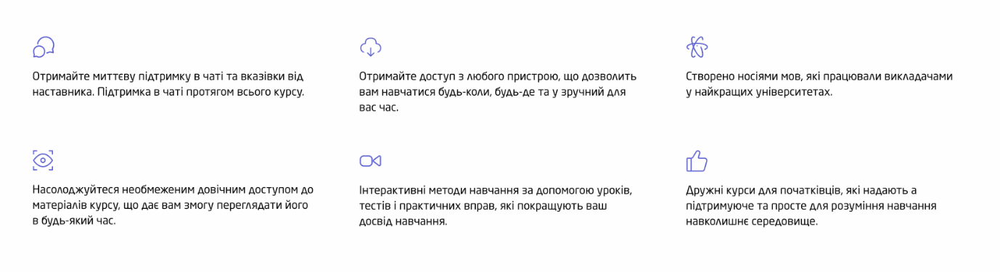 Отримайте миттєву підтримку в чаті та вказівки від
наставника. Підтримка в чаті протягом всього курсу.
Отримайте доступ з любого пристрою, що дозволить
вам навчатися будь-коли, будь-де та у зручний для
вас час.
Створено носіями мов, які працювали викладачами
у найкращих університетах.
Насолоджуйтеся необмеженим довічним доступом до
матеріалів курсу, що дає вам змогу переглядати його
в будь-який час.
Інтерактивні методи навчання за допомогою уроків,
тестів і практичних вправ, які покращують ваш
досвід навчання.
Дружні курси для початківців, які надають а
підтримуюче та просте для розуміння навчання
навколишнє середовище.